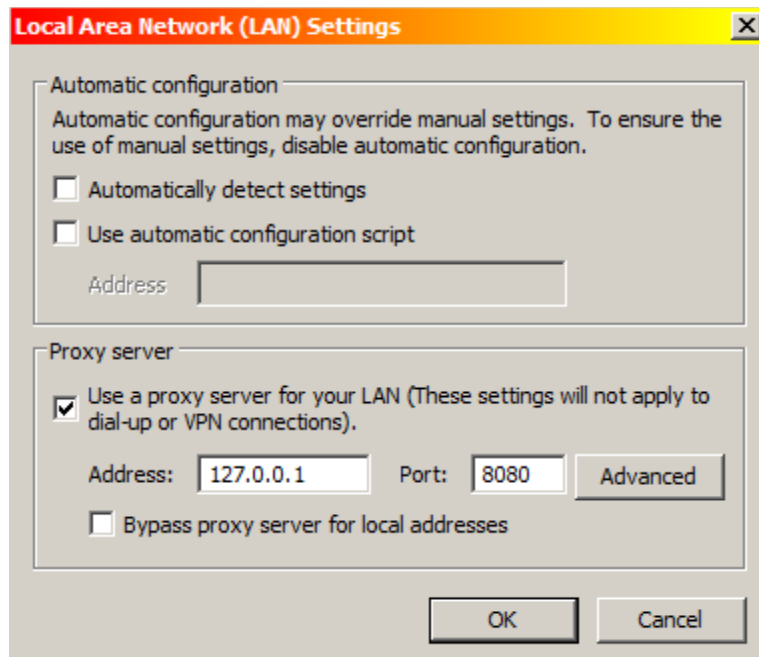 Local Area Network (LAN) Settings
Automatic configuration
Automatic configuration may override manual settings. To ensure the
use of manual settings, disable automatic configuration.
Automatically detect settings
Use automatic configuration script
Address
Proxy server
Use a proxy server for your LAN (These settings will not apply to
dial-up or VPN connections).
Address: 127.0.0.1 Port: 8080 Advanced
Bypass proxy server for local addresses
OK Cancel